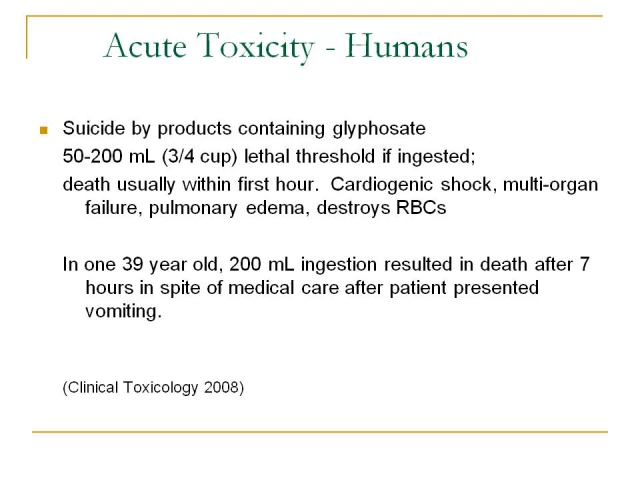 Acute Toxicity - Humans
Suicide by products containing glyphosate
50-200 mL (3/4 cup) lethal threshold if ingested;
death usually within first hour.  Cardiogenic shock, multi-organ
failure, pulmonary edema, destroys RBCs
In one 39 year old, 200 mL ingestion resulted in death after 7
hours in spite of medical care after patient presented
vomiting.
(Clinical Toxicology 2008)